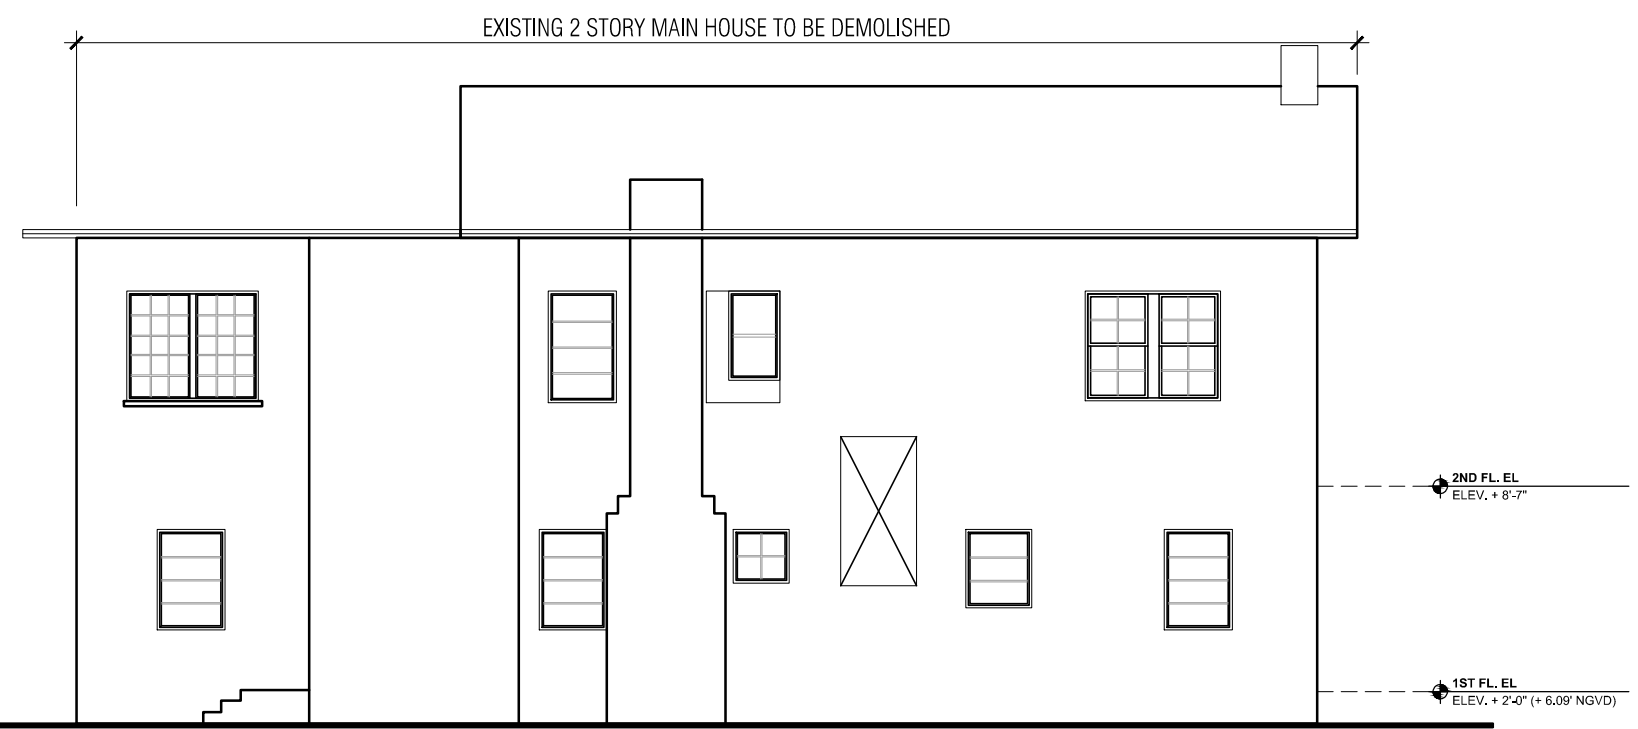 EXISTING 2 STORY MAIN HOUSE TO BE DEMOLISHED
2ND FL. EL
ELEV. + 8'-7"
1ST FL. EL
ELEV. + 2'-0" (+ 6.09' NGVD)